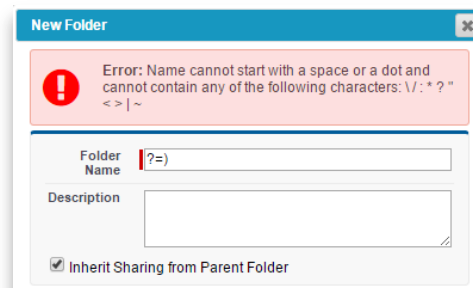 New Folder
Error: Name cannot start with a space or a dot and
cannot contain any of the following characters: \ / : * ? "
< > | ~
Folder
Name
?=)
Description
Inherit Sharing from Parent Folder